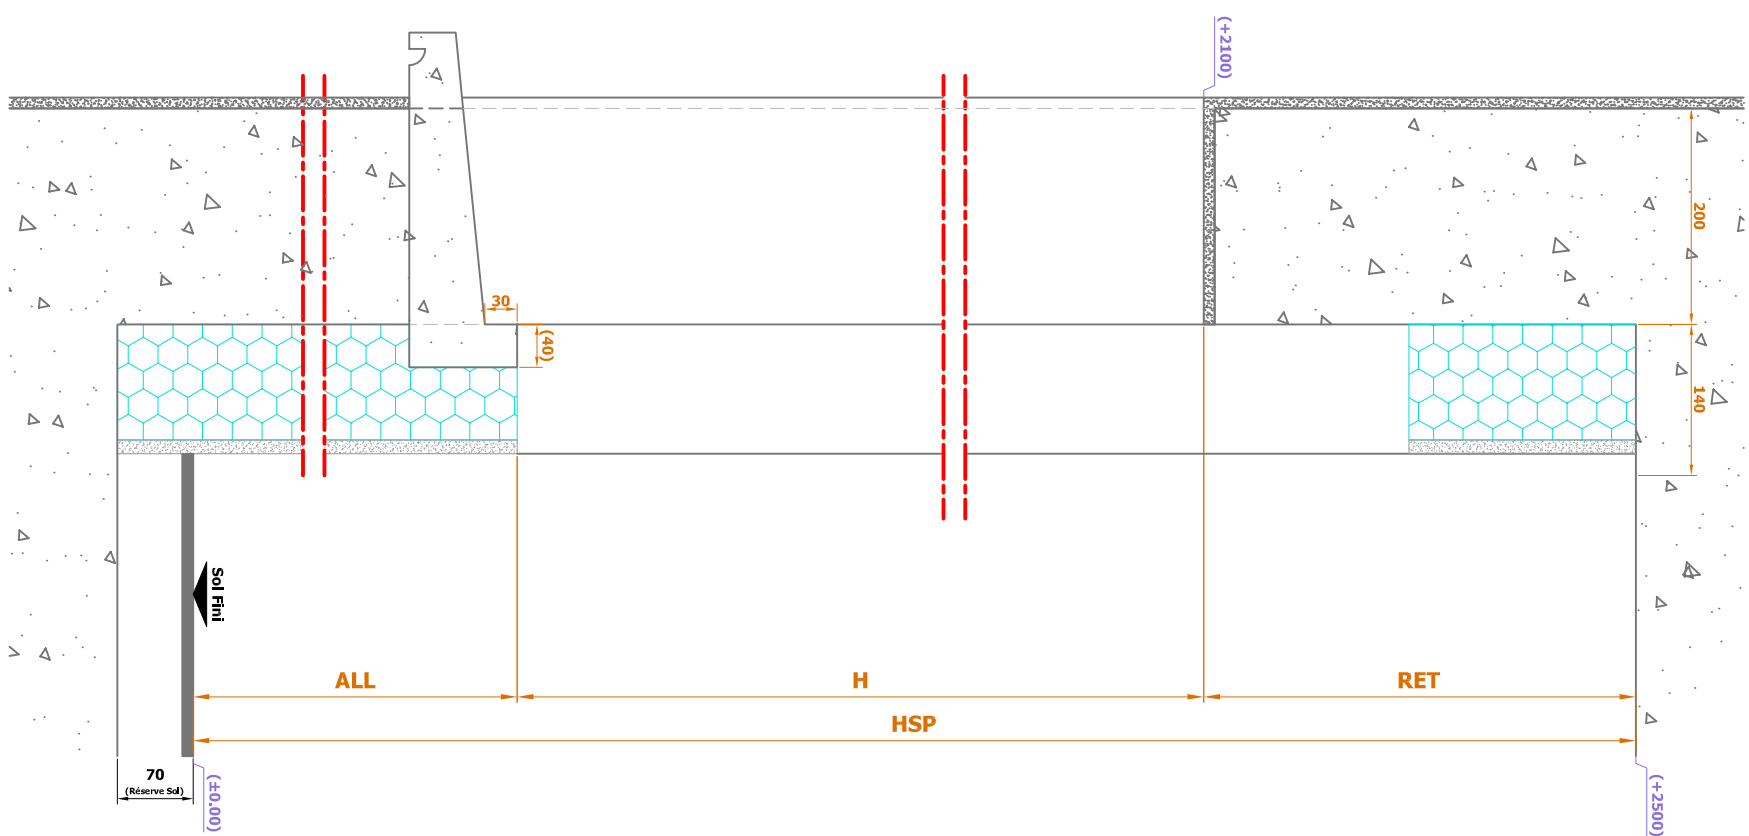 (+2100)
200
30
(40)
140
Sol Fini
ALL
H
RET
HSP
70
(Réserve Sol)
(±0.00)
(+2500)